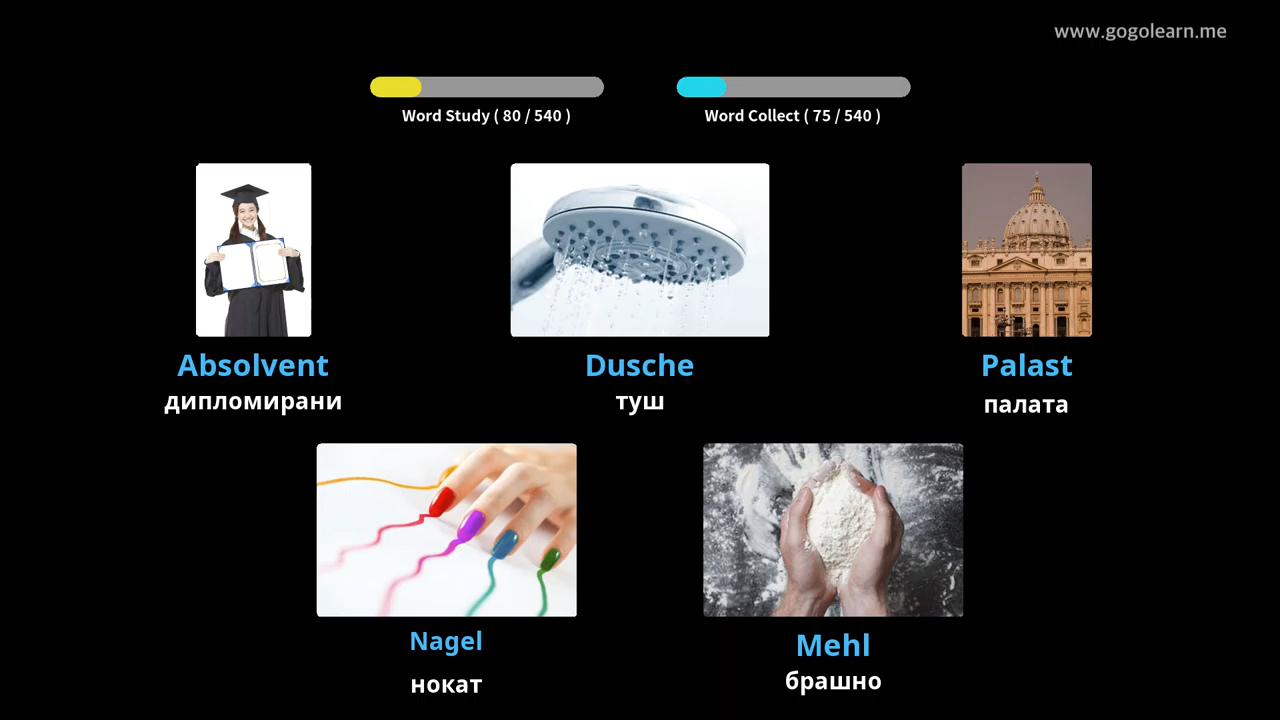 www.gogolearn.me
Word Study ( 80 / 540 )
Word Collect ( 75 / 540 )
Absolvent
дипломирани
Dusche
туш
Palast
палата
Nagel
нокат
Mehl
брашно